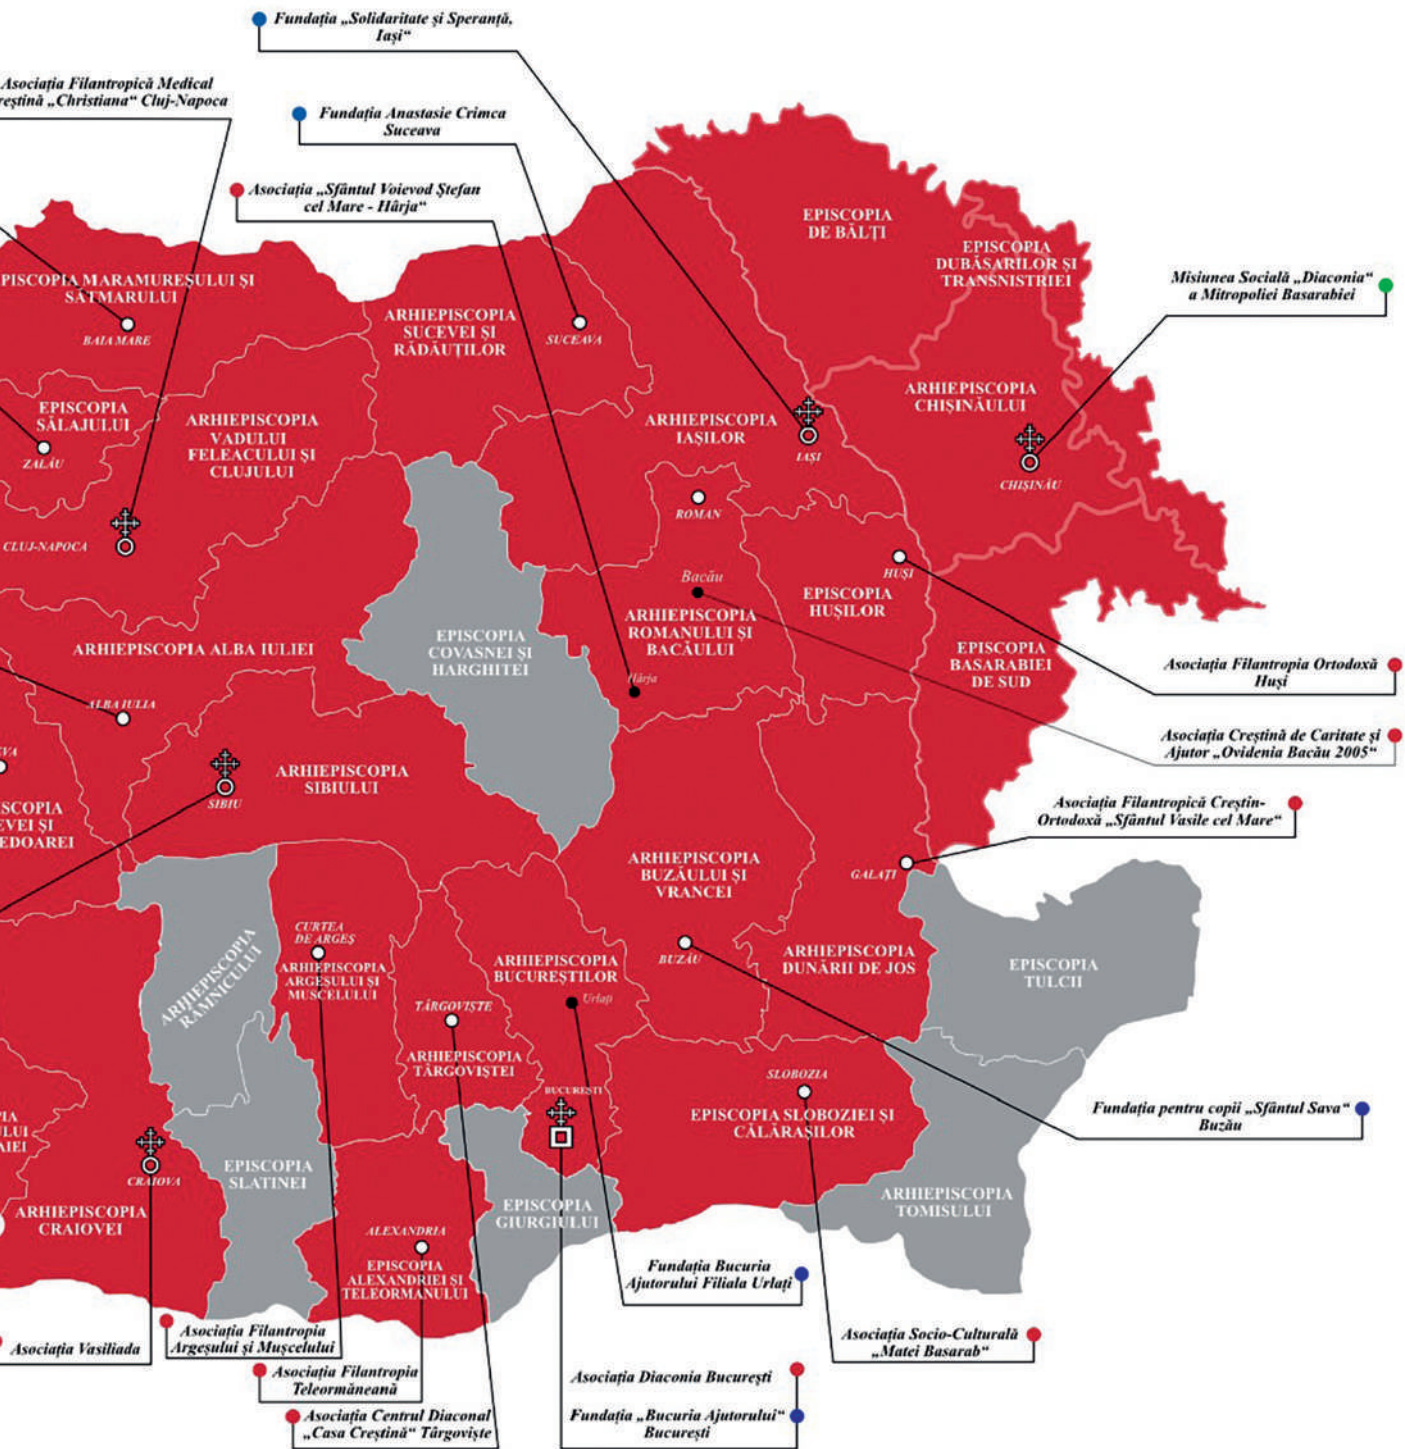 Fundația „Solidaritate și Speranță,
Iași“
Asociația Filantropică Medical
reștină „Christiana“ Cluj-Napoca
Fundația Anastasie Crimca
Suceava
Asociația „Sfântul Voievod Ștefan
cel Mare - Hârja“
EPISCOPIA
DE BĂLȚI
EPISCOPIA
DUBĂSARILOR ȘI
TRANSNISTRIEI
Misiunea Socială „Diaconia“
a Mitropoliei Basarabiei
PISCOPIA MARAMUREȘULUI ȘI
SĂTMARULUI
BAIA MARE
ARHIEPISCOPIA
SUCEVEI ȘI
RĂDĂUȚILOR
SUCEAVA
EPISCOPIA
SĂLAJULUI
ZALĂU
ARHIEPISCOPIA
VADULUI
FELEACULUI ȘI
CLUJULUI
CLUJ-NAPOCA
ARHIEPISCOPIA
IAȘILOR
IAȘI
ARHIEPISCOPIA
CHIȘINĂULUI
CHIȘINĂU
ROMAN
Bacău
ARHIEPISCOPIA
ROMANULUI ȘI
BACĂULUI
Hârja
HUȘI
EPISCOPIA
HUȘILOR
EPISCOPIA
BASARABIEI
DE SUD
EPISCOPIA
COVASNEI ȘI
HARGHITEI
ARHIEPISCOPIA ALBA IULIEI
ALBA IULIA
Asociația Filantropia Ortodoxă
Huși
Asociația Creștină de Caritate și
Ajutor „Ovidenia Bacău 2005“
EVA
ISCOPIA
EVEI ȘI
EDOAREI
SIBIU
ARHIEPISCOPIA
SIBIULUI
Asociația Filantropică Creștin-
Ortodoxă „Sfântul Vasile cel Mare“
ARHIEPISCOPIA
BUZĂULUI ȘI
VRANCEI
GALAȚI
ARHIEPISCOPIA
RÂMNICULUI
CURTEA
DE ARGEȘ
ARHIEPISCOPIA
ARGEȘULUI ȘI
MUSCELULUI
ARHIEPISCOPIA
BUCUREȘTILOR
Urlați
BUZĂU
ARHIEPISCOPIA
DUNĂRII DE JOS
EPISCOPIA
TULCII
TÂRGOVIȘTE
ARHIEPISCOPIA
TÂRGOVIȘTEI
BUCUREȘTI
SLOBOZIA
EPISCOPIA SLOBOZIEI ȘI
CĂLĂRAȘILOR
Fundația pentru copii „Sfântul Sava“
Buzău
PIA
ULUI
AIEI
CRAIOVA
ARHIEPISCOPIA
CRAIOVEI
EPISCOPIA
SLATINEI
EPISCOPIA
GIURGIULUI
ARHIEPISCOPIA
TOMISULUI
ALEXANDRIA
EPISCOPIA
ALEXANDRIEI ȘI
TELEORMANULUI
Fundația Bucuria
Ajutorului Filiala Urlați
Asociația Vasiliada
Asociația Filantropia
Argeșului și Mușcelului
Asociația Socio-Culturală
„Matei Basarab“
Asociația Filantropia
Teleormăneană
Asociația Diaconia București
Asociația Centrul Diaconal
„Casa Creștină“ Târgoviște
Fundația „Bucuria Ajutorului“
București